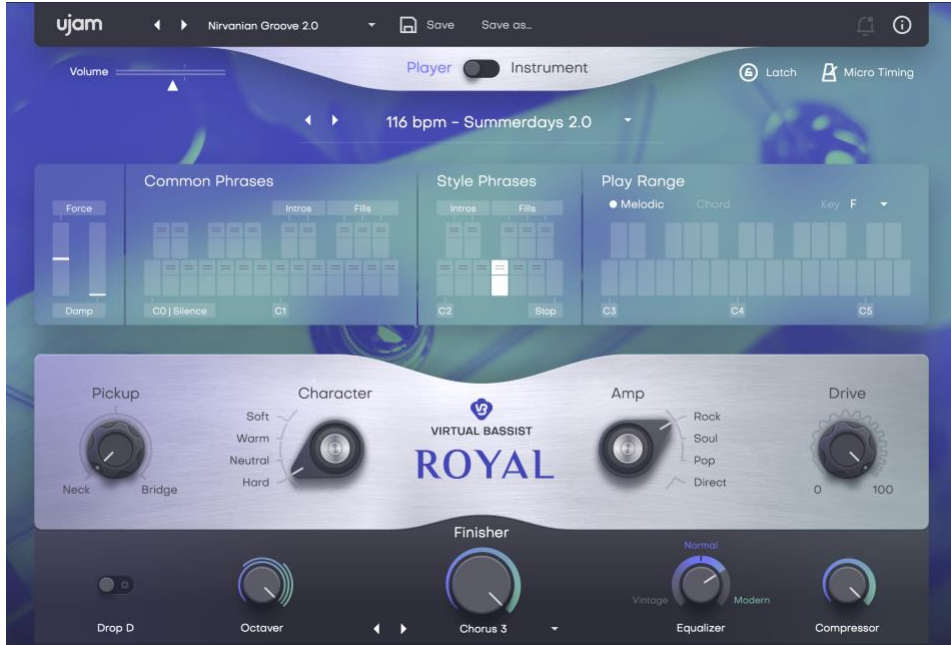 ujam
Nirvanian Groove 2.0
Save
Save as...
Volume
Player
Instrument
Latch
Micro Timing
116 bpm - Summerdays 2.0
Common Phrases
Style Phrases
Play Range
Force
Intros
Fills
Intros
Fills
Melodic
Chord
Key F
Damp
C0 | Silence
C1
C2
Stop
C3
C4
C5
Pickup
Neck
Bridge
Character
Soft
Warm
Neutral
Hard
VB
VIRTUAL BASSIST
ROYAL
Amp
Rock
Soul
Pop
Direct
Drive
0
100
Finisher
Drop D
Octaver
Chorus 3
Normal
Vintage
Modern
Equalizer
Compressor